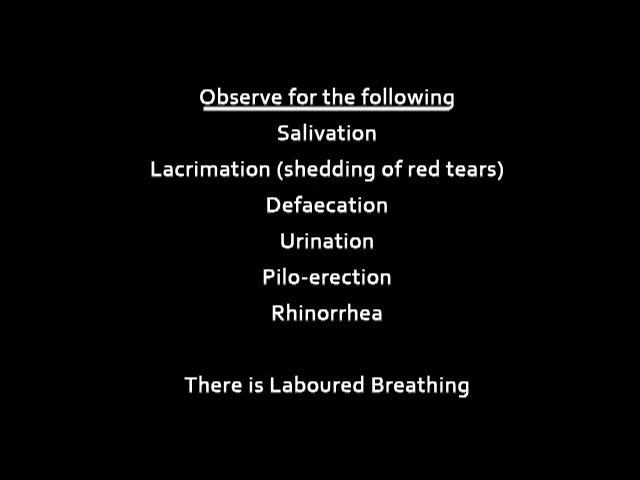 Observe for the following
Salivation
Lacrimation (shedding of red tears)
Defaecation
Urination
Pilo-erection
Rhinorrhea
There is Laboured Breathing